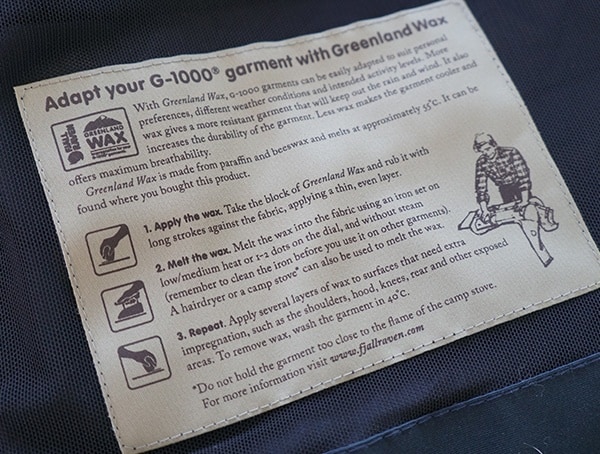 Adapt your G-1000® garment with Greenland Wax
FJÄLL RÄVEN
GREENLAND
WAX
With Greenland Wax, G-1000 garments can be easily adapted to suit personal
preferences, different weather conditions and intended activity levels. More
wax gives a more resistant garment that will keep out the rain and wind. It also
increases the durability of the garment. Less wax makes the garment cooler and
offers maximum breathability.
Greenland Wax is made from paraffin and beeswax and melts at approximately 55°C. It can be
found where you bought this product.
1. Apply the wax. Take the block of Greenland Wax and rub it with
long strokes against the fabric, applying a thin, even layer.
2. Melt the wax. Melt the wax into the fabric using an iron set on
low/medium heat or 1-2 dots on the dial, and without steam
(remember to clean the iron before you use it on other garments).
A hairdryer or a camp stove* can also be used to melt the wax.
3. Repeat. Apply several layers of wax to surfaces that need extra
impregnation, such as the shoulders, hood, knees, rear and other exposed
areas. To remove wax, wash the garment in 40°C.
*Do not hold the garment too close to the flame of the camp stove.
For more information visit www.fjallraven.com